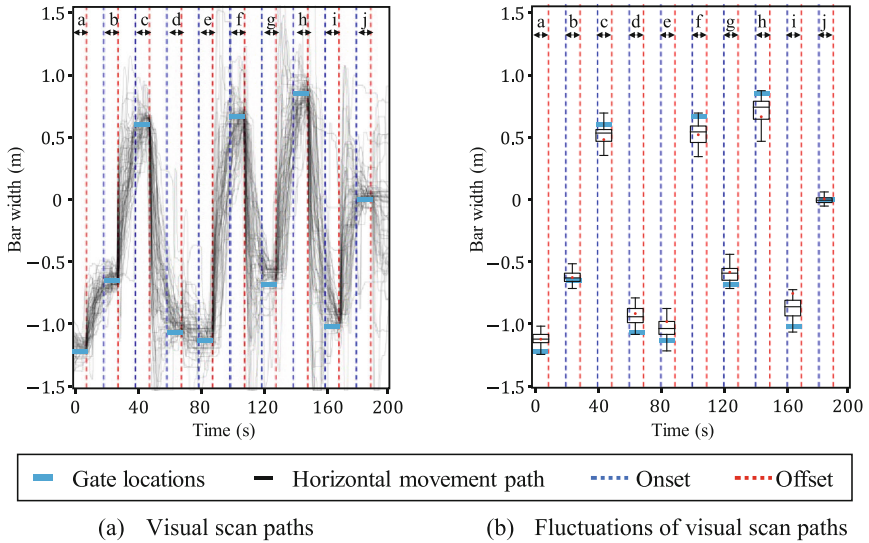 a b c d e f g h i j
1.5
1.0
0.5
0
−0.5
−1.0
−1.5
Bar width (m)
0 40 80 120 160 200
Time (s)
a b c d e f g h i j
1.5
1.0
0.5
0
−0.5
−1.0
−1.5
Bar width (m)
0 40 80 120 160 200
Time (s)
Gate locations Horizontal movement path Onset Offset
(a) Visual scan paths (b) Fluctuations of visual scan paths